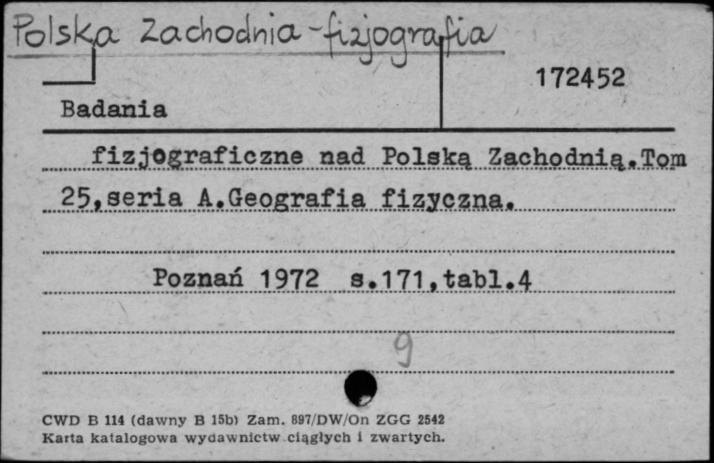 Polska Zachodnia-fizjografia
172452
Badania
fizjograficzne nad Polską Zachodnią.Tom
25,seria A.Geografia fizyczna.
Poznań 1972 s.171,tabl.4
9
CWD B 114 (dawny B 15b) Zam. 897/DW/On ZGG 2542
Karta katalogowa wydawnictw ciągłych i zwartych.